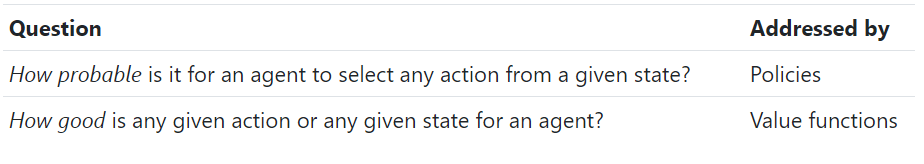 Question Addressed by
How probable is it for an agent to select any action from a given state? Policies
How good is any given action or any given state for an agent? Value functions